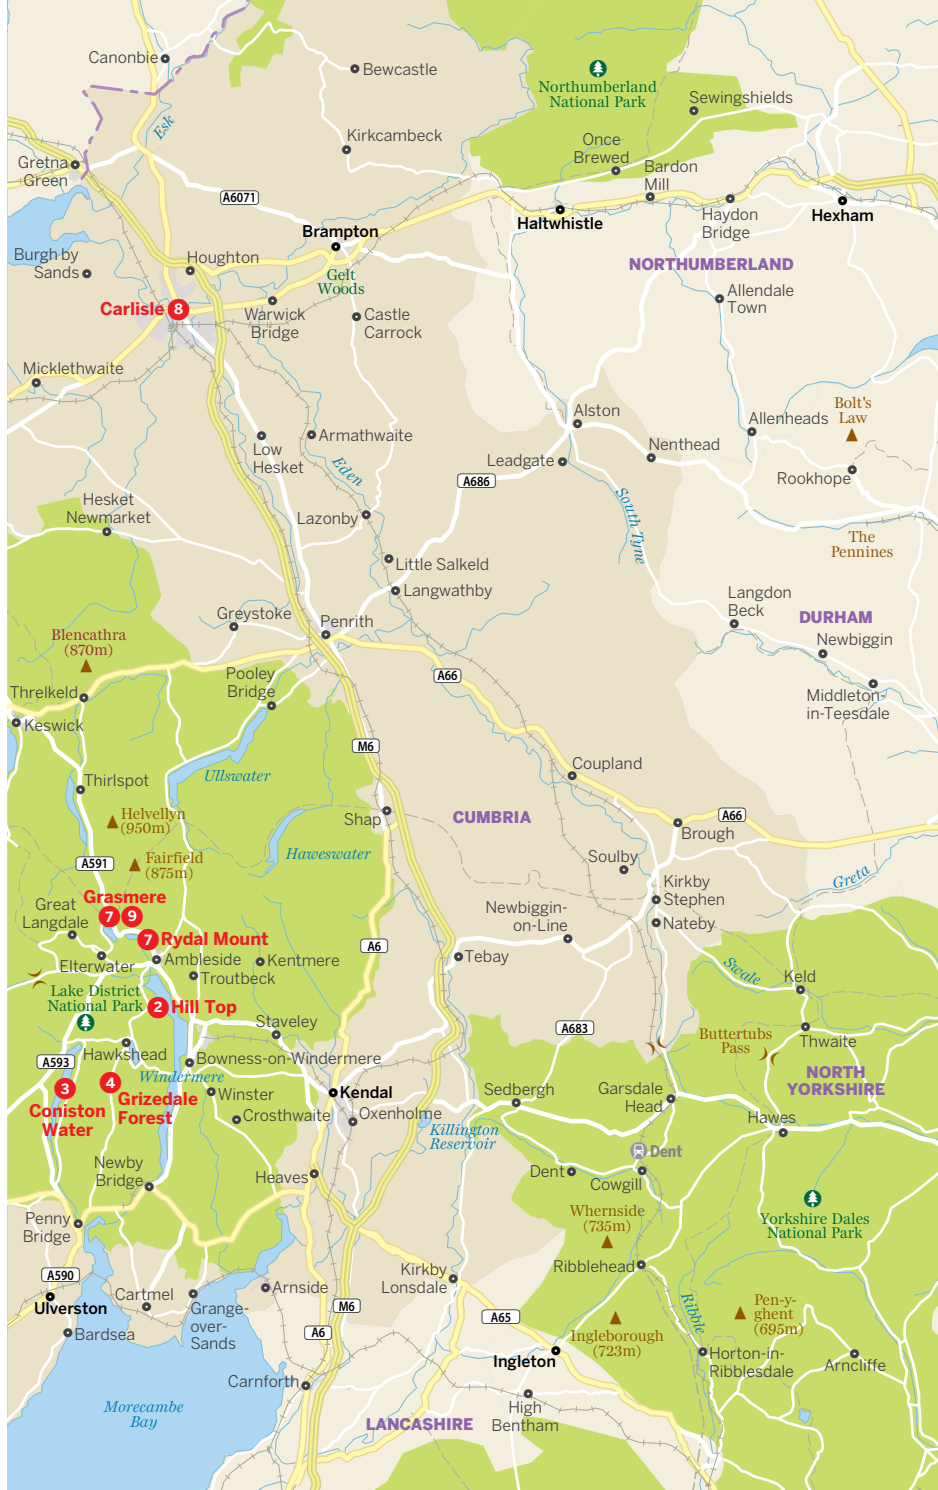 Canonbie
Bewcastle
Northumberland
National Park
Sewingshields
Esk
Kirkcambeck
Once
Brewed
Gretna
Green
Bardon
Mill
A6071
Haltwhistle
Haydon
Bridge
Hexham
Brampton
Burgh by
Sands
Houghton
Gelt
Woods
NORTHUMBERLAND
Allendale
Town
Carlisle 8
Warwick
Bridge
Castle
Carrock
Micklethwaite
Bolt's
Law
Alston
Allenheads
Armathwaite
Low
Hesket
Nenthead
Leadgate
Eden
A686
Rookhope
Hesket
Newmarket
Lazonby
South Tyne
The
Pennines
Little Salkeld
Langwathby
Langdon
Beck
Greystoke
Penrith
DURHAM
Blencathra
(870m)
Newbiggin
Pooley
Bridge
A66
Threlkeld
Middleton-
in-Teesdale
Keswick
M6
Ullswater
Coupland
Thirlspot
Helvellyn
(950m)
Shap
CUMBRIA
A66
Brough
Haweswater
A591
Fairfield
(875m)
Soulby
Greta
Grasmere
7 9
Great
Langdale
Kirkby
Stephen
Newbiggin-
on-Line
Nateby
7 Rydal Mount
A6
Elterwater
Ambleside
Kentmere
Tebay
Troutbeck
Swale
Keld
Lake District
National Park
2 Hill Top
Staveley
A683
Buttertubs
Pass
Thwaite
Hawkshead
A593
Bowness-on-Windermere
Windermere
NORTH
YORKSHIRE
3
Coniston
Water
4
Grizedale
Forest
Winster
Kendal
Sedbergh
Garsdale
Head
Crosthwaite
Oxenholme
Hawes
Killington
Reservoir
Dent
Newby
Bridge
Heaves
Dent
Cowgill
Penny
Bridge
Whernside
(735m)
Yorkshire Dales
National Park
A590
Kirkby
Lonsdale
Ribblehead
Cartmel
Arnside
Ulverston
Grange-
over-
Sands
M6
Ribble
Pen-y-
ghent
(695m)
Bardsea
A6
A65
Ingleborough
(723m)
Ingleton
Horton-in-
Ribblesdale
Arncliffe
Carnforth
Morecambe
Bay
High
Bentham
LANCASHIRE